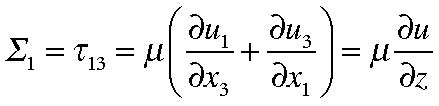 Σ₁ = τ₁₃ = μ(∂u₁/∂x₃ + ∂u₃/∂x₁) = μ ∂u/∂z